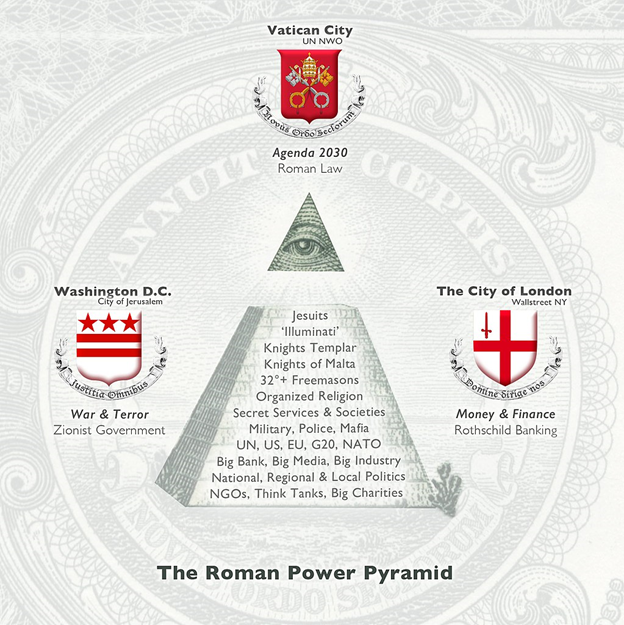 Vatican City
UN NWO
Novus Ordo Seclorum
Agenda 2030
Roman Law
ANNUIT CŒPTIS
Washington D.C.
City of Jerusalem
Justitia Omnibus
War & Terror
Zionist Government
The City of London
Wallstreet NY
Domine dirige nos
Money & Finance
Rothschild Banking
Jesuits
'Illuminati'
Knights Templar
Knights of Malta
32°+ Freemasons
Organized Religion
Secret Services & Societies
Military, Police, Mafia
UN, US, EU, G20, NATO
Big Bank, Big Media, Big Industry
National, Regional & Local Politics
NGOs, Think Tanks, Big Charities
The Roman Power Pyramid
NOVUS ORDO SECLORUM